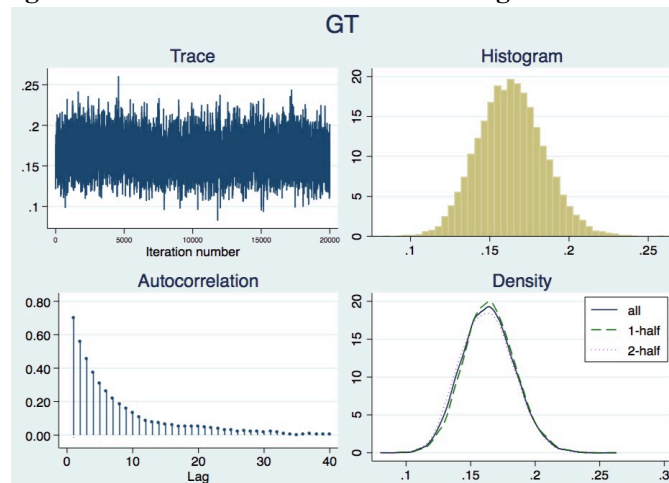 GT
Trace
.25
.2
.15
.1
0 5000 10000 15000 20000
Iteration number
Histogram
20
15
10
5
0
.1 .15 .2 .25
Autocorrelation
0.80
0.60
0.40
0.20
0.00
0 10 20 30 40
Lag
Density
20
15
10
5
0
.1 .15 .2 .25
all
1-half
2-half